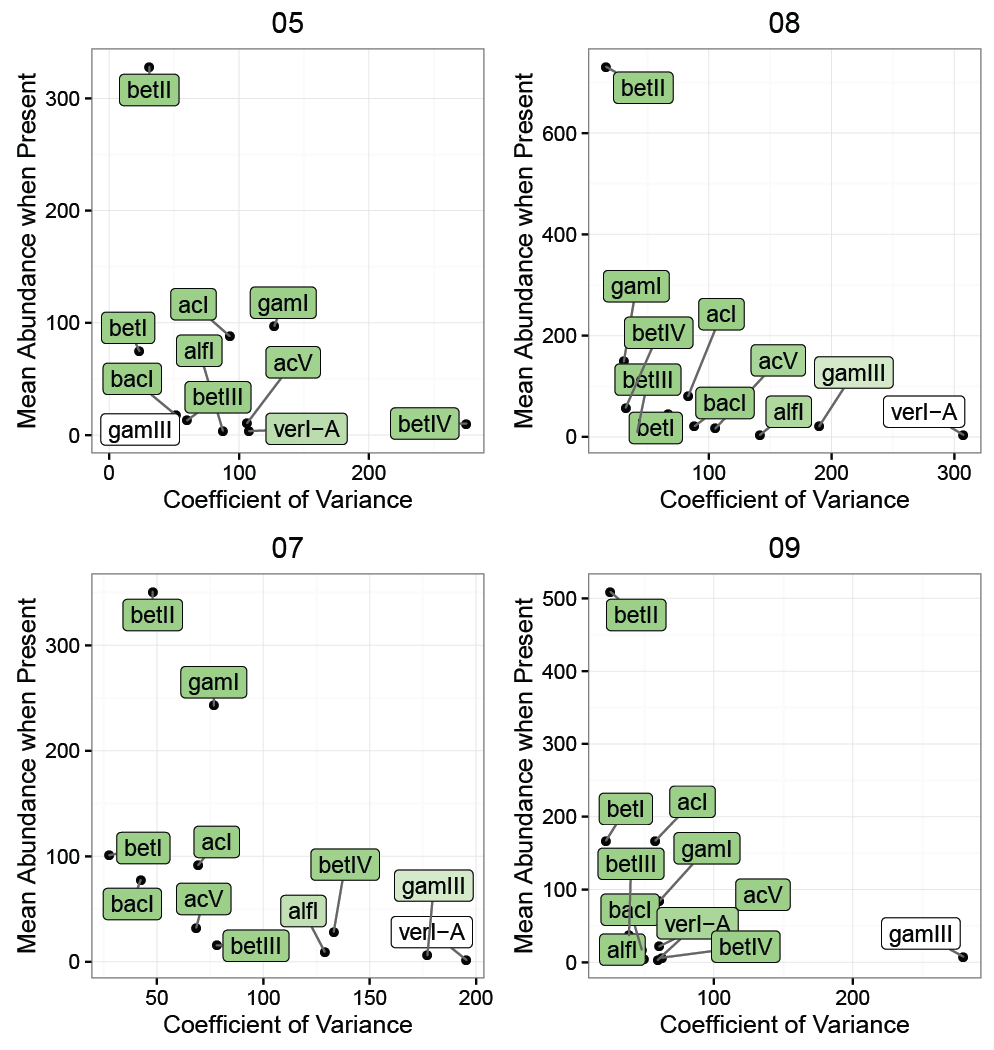 05
Mean Abundance when Present
300
200
100
0
betII
acI
gamI
betI
alfI
bacI
acV
betIII
gamIII
verI−A
betIV
0
100
200
Coefficient of Variance
08
Mean Abundance when Present
600
400
200
0
betII
gamI
acI
betIV
acV
gamIII
betIII
bacI
alfI
verI−A
betI
100
200
300
Coefficient of Variance
07
Mean Abundance when Present
300
200
100
0
betII
gamI
betI
acI
betIV
bacI
acV
gamIII
alfI
verI−A
betIII
50
100
150
200
Coefficient of Variance
09
Mean Abundance when Present
500
400
300
200
100
0
betII
betI
acI
betIII
gamI
bacI
acV
verI−A
alfI
betIV
gamIII
100
200
Coefficient of Variance